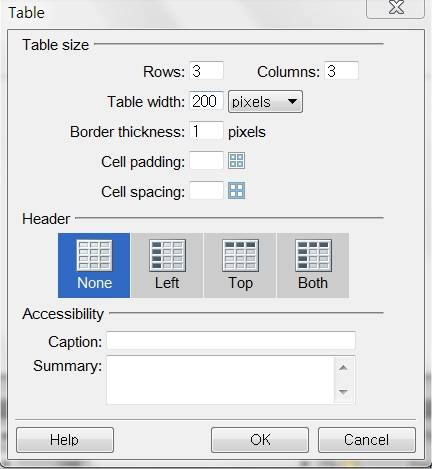 Table
Table size
Rows: 3 Columns: 3
Table width: 200 pixels
Border thickness: 1 pixels
Cell padding:
Cell spacing:
Header
None Left Top Both
Accessibility
Caption:
Summary:
Help OK Cancel